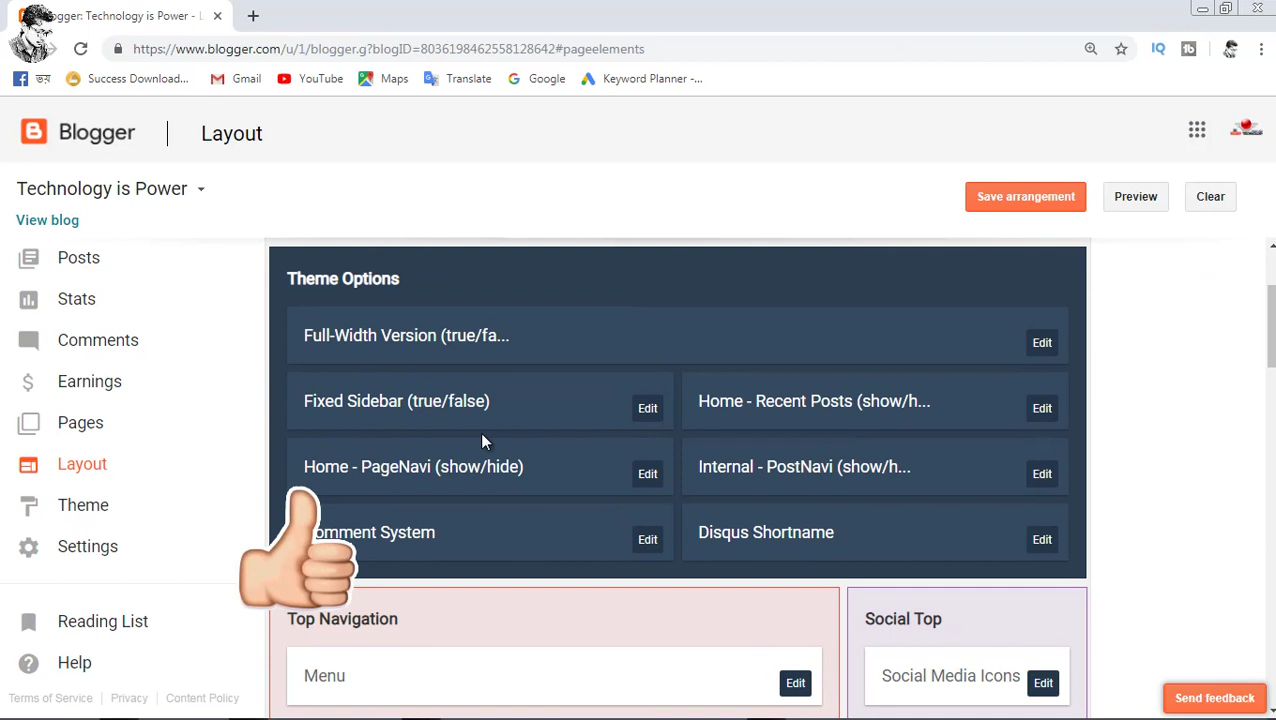 Blogger: Technology is Power - L
https://www.blogger.com/u/1/blogger.g?blogID=8036198462558128642#pageelements
ভয় Success Download... Gmail YouTube Maps Translate Google Keyword Planner -...
Blogger Layout
Technology is Power
View blog
Save arrangement Preview Clear
Posts
Stats
Comments
Earnings
Pages
Layout
Theme
Settings
Reading List
Help
Terms of Service Privacy Content Policy
Theme Options
Full-Width Version (true/fa... Edit
Fixed Sidebar (true/false) Edit Home - Recent Posts (show/h... Edit
Home - PageNavi (show/hide) Edit Internal - PostNavi (show/h... Edit
omment System Edit Disqus Shortname Edit
Top Navigation Social Top
Menu Edit Social Media Icons Edit
Send feedback